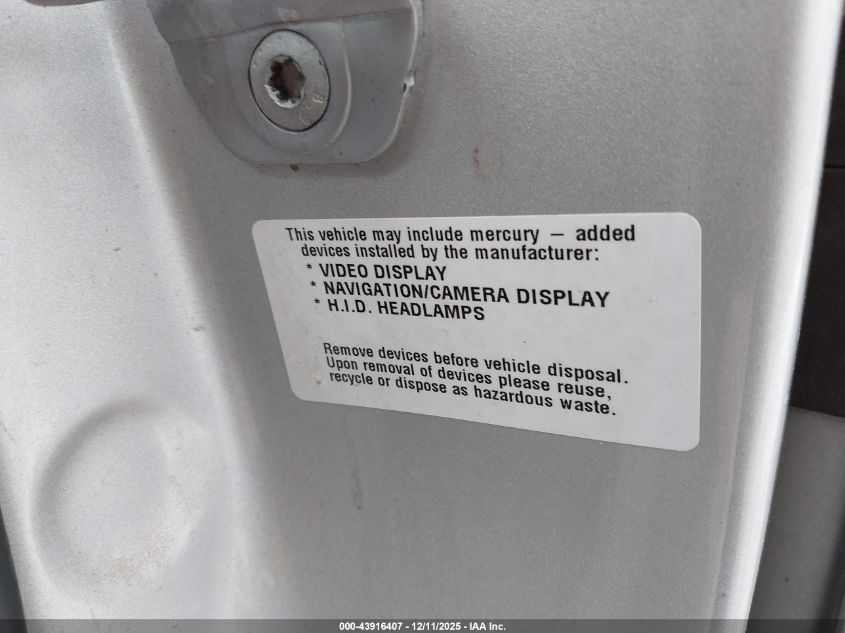 This vehicle may include mercury — added
devices installed by the manufacturer:
* VIDEO DISPLAY
* NAVIGATION/CAMERA DISPLAY
* H.I.D. HEADLAMPS
Remove devices before vehicle disposal.
Upon removal of devices please reuse,
recycle or dispose as hazardous waste.
000-43916407 - 12/11/2025 - IAA Inc.